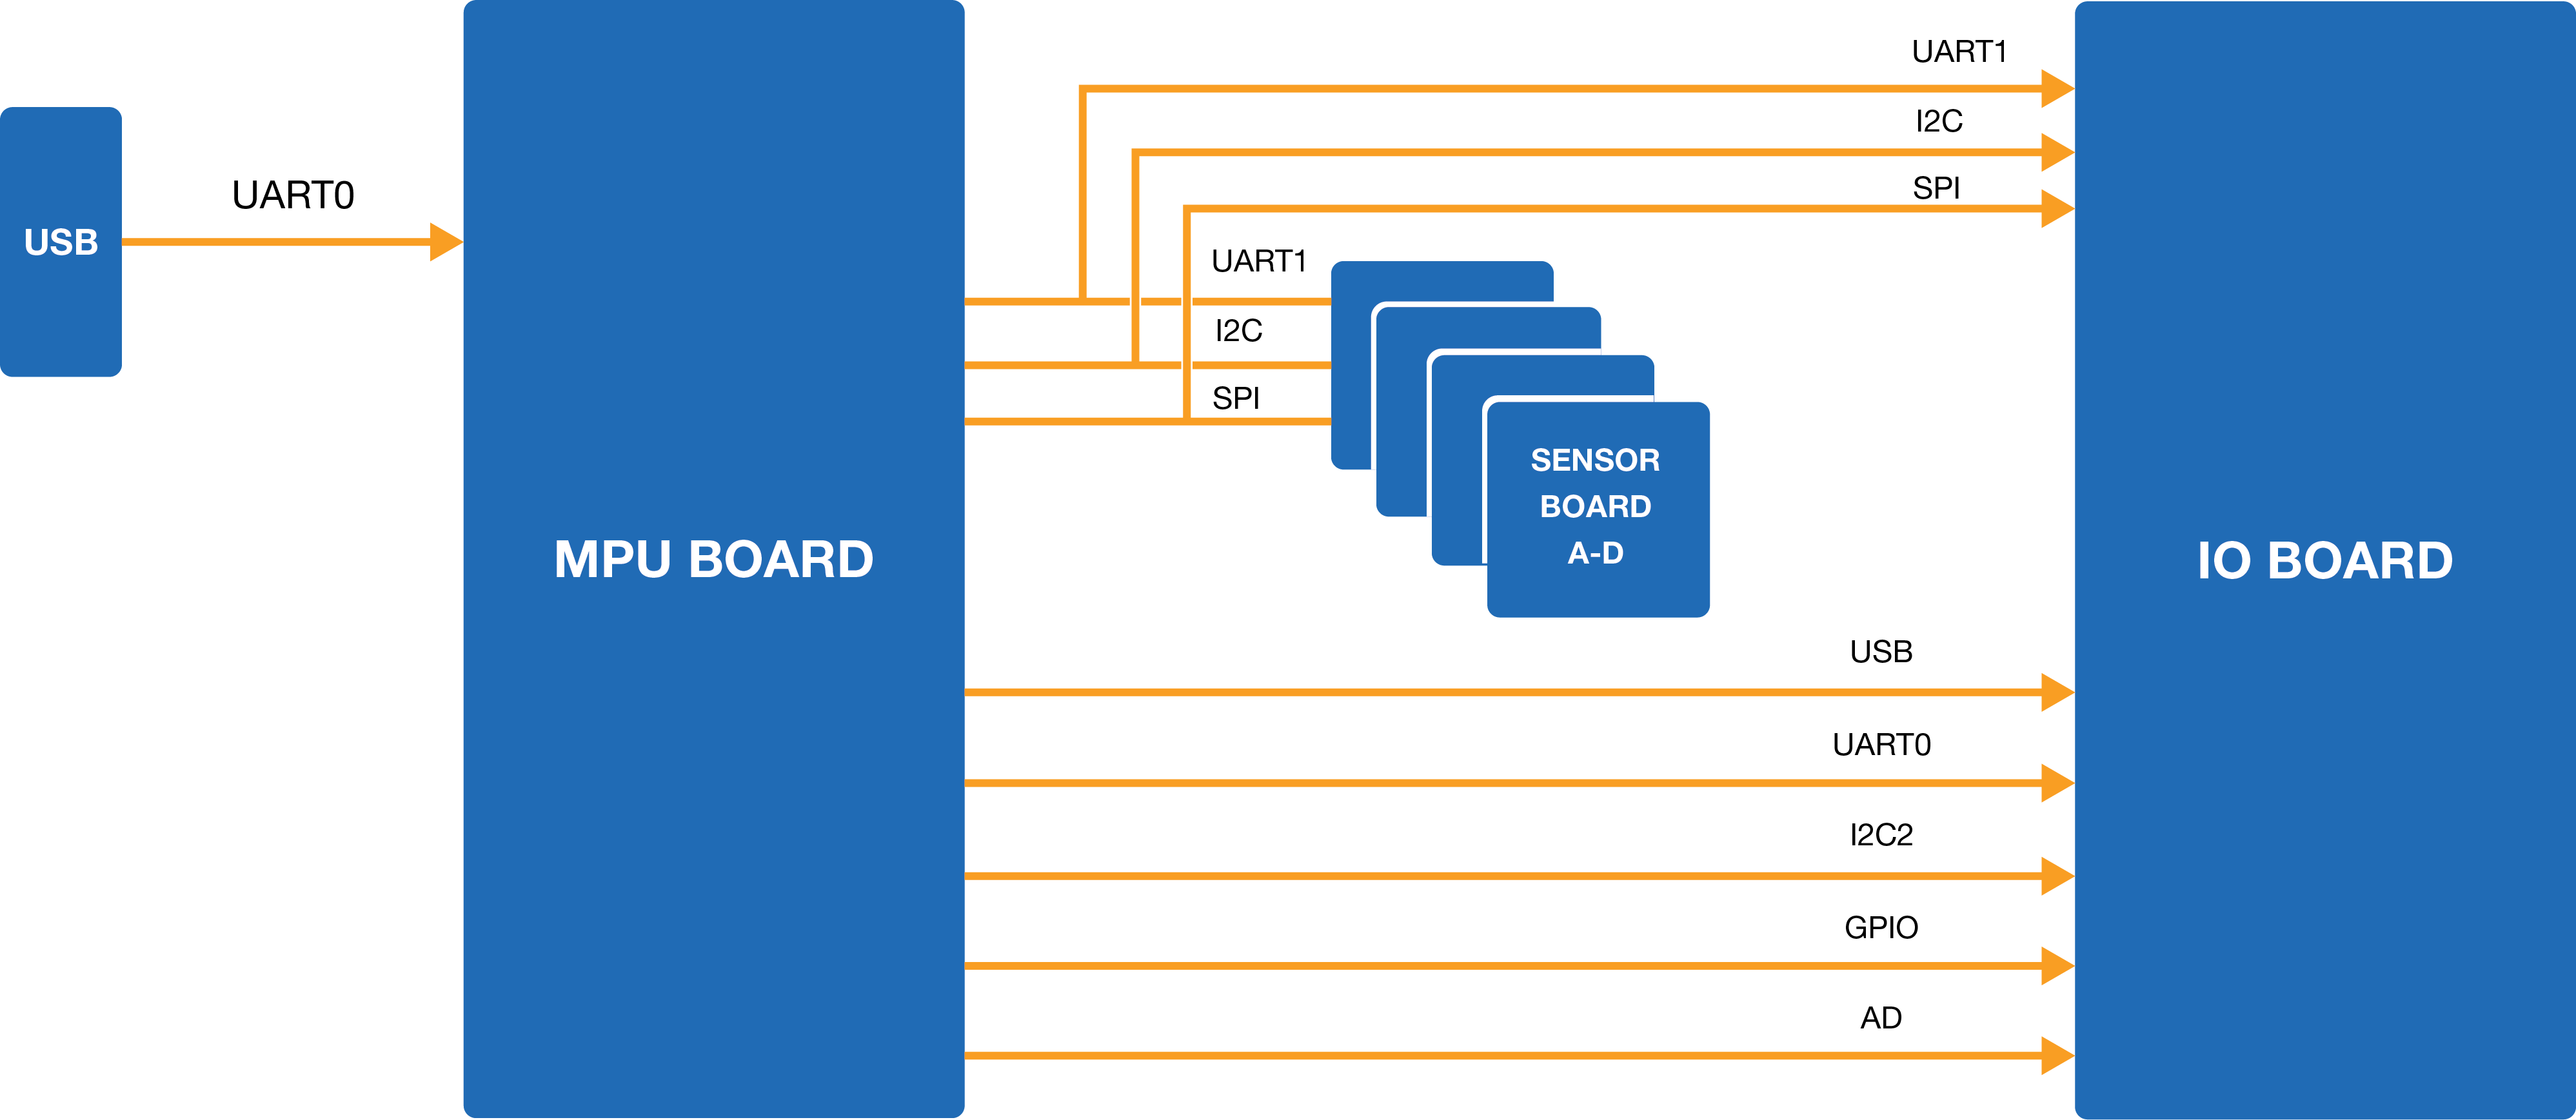 USB
UART0
MPU BOARD
UART1
I2C
SPI
UART1
I2C
SPI
SENSOR
BOARD
A-D
USB
UART0
I2C2
GPIO
AD
IO BOARD